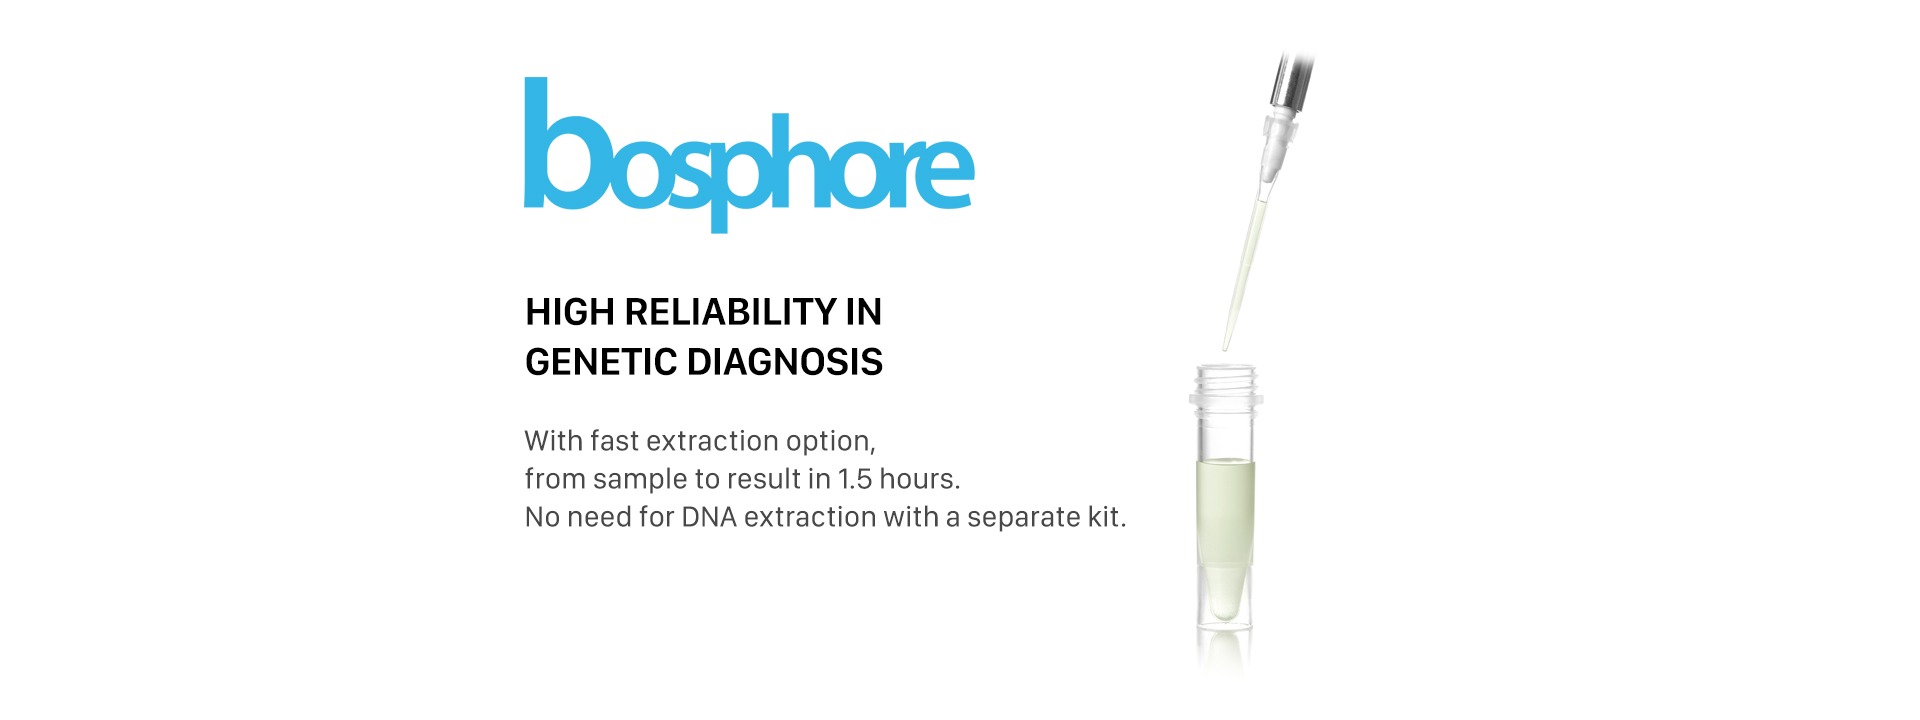 bosphore
HIGH RELIABILITY IN
GENETIC DIAGNOSIS
With fast extraction option,
from sample to result in 1.5 hours.
No need for DNA extraction with a separate kit.